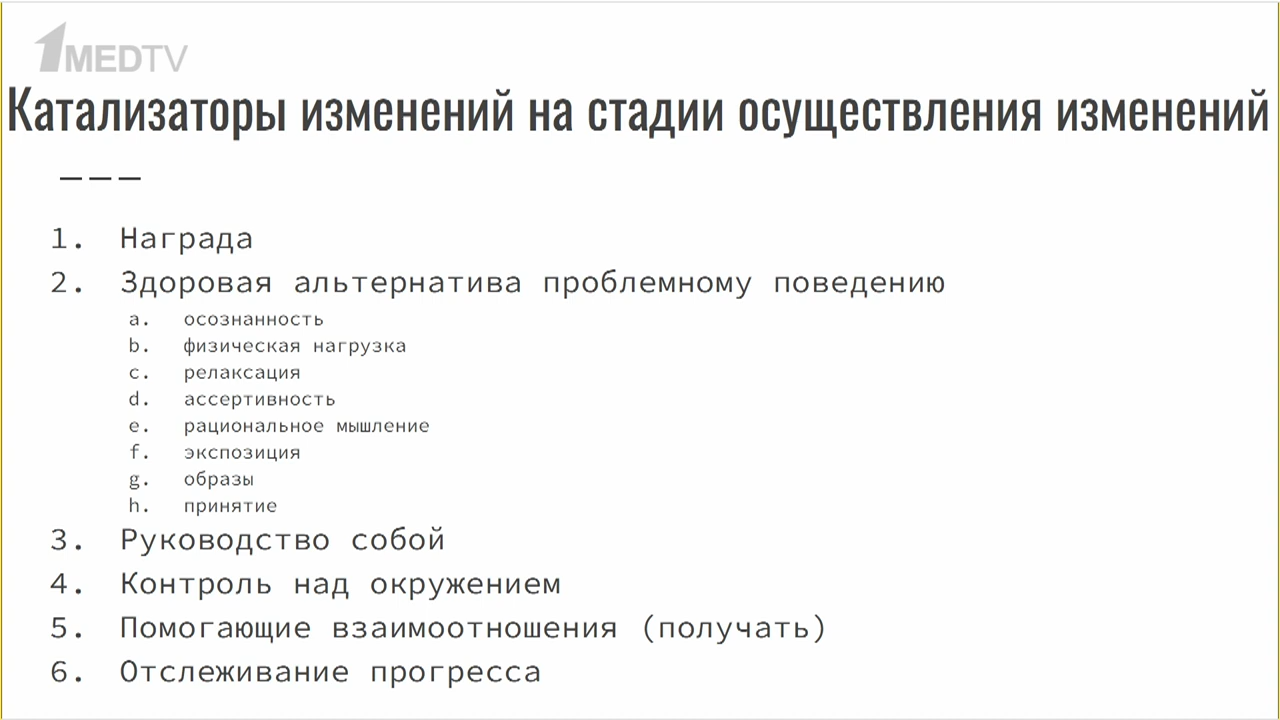 1MEDTV
Катализаторы изменений на стадии осуществления изменений
———
1. Награда
2. Здоровая альтернатива проблемному поведению
a. осознанность
b. физическая нагрузка
c. релаксация
d. ассертивность
e. рациональное мышление
f. экспозиция
g. образы
h. принятие
3. Руководство собой
4. Контроль над окружением
5. Помогающие взаимоотношения (получать)
6. Отслеживание прогресса